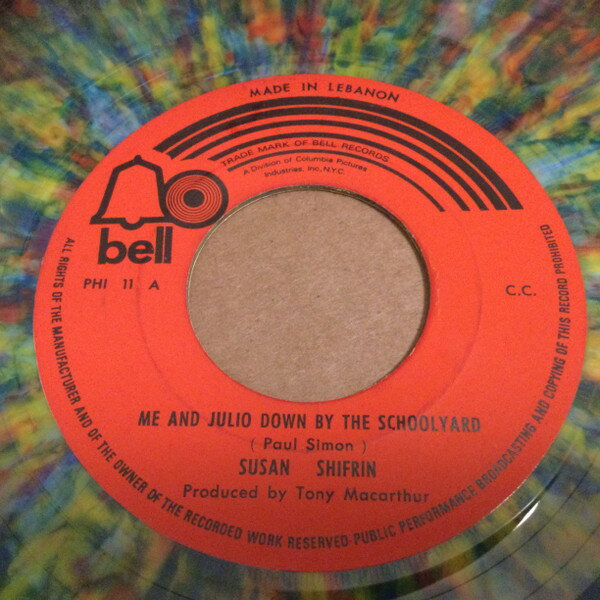 MADE IN LEBANON
TRADE MARK OF BELL RECORDS
A Division of Columbia Pictures
Industries, Inc, N.Y.C.
bell
PHI 11 A
C.C.
ME AND JULIO DOWN BY THE SCHOOLYARD
( Paul Simon )
SUSAN SHIFRIN
Produced by Tony Macarthur
ALL RIGHTS OF THE MANUFACTURER AND OF THE OWNER OF THE RECORDED WORK RESERVED-PUBLIC PERFORMANCE BROADCASTING AND COPYING OF THIS RECORD PROHIBITED